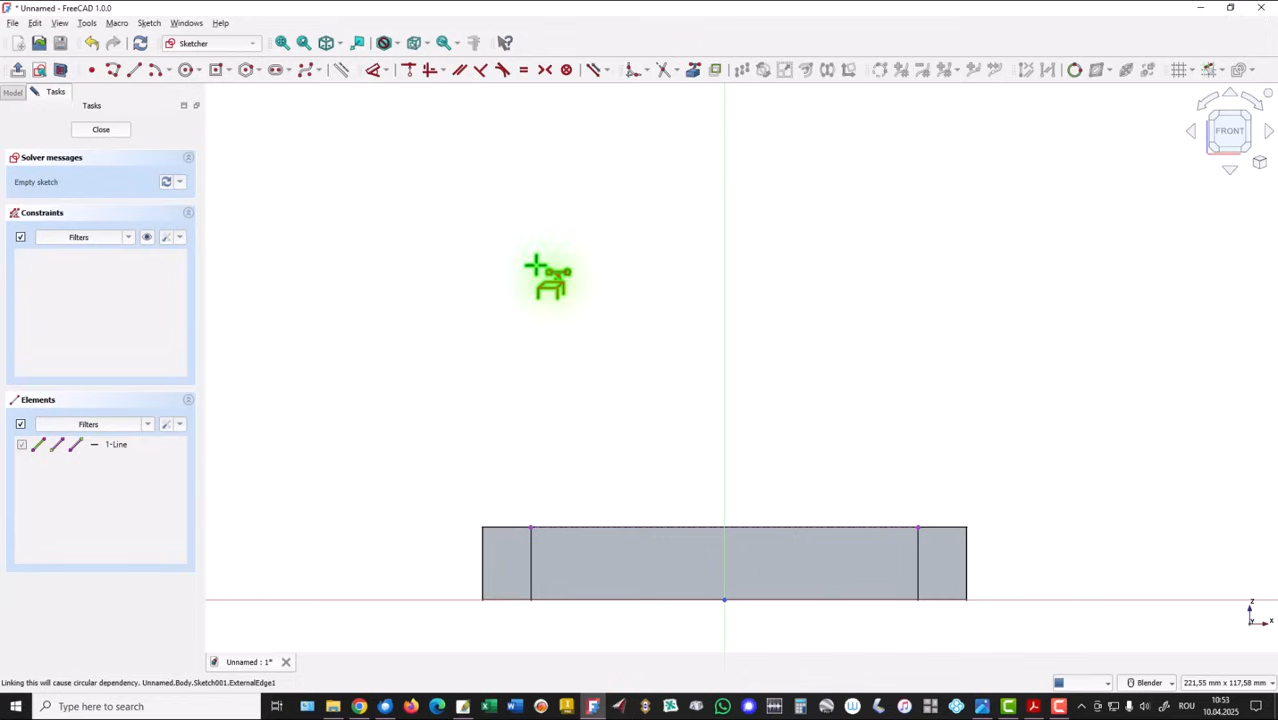 * Unnamed - FreeCAD 1.0.0
File Edit View Tools Macro Sketch Windows Help
Sketcher
Model Tasks
Tasks
Close
Solver messages
Empty sketch
Constraints
Filters
Elements
Filters
1-Line
FRONT
Z
Y
X
Unnamed : 1*
Linking this will cause circular dependency. Unnamed.Body.Sketch001.ExternalEdge1
Blender
221,55 mm x 117,58 mm
Type here to search
ROU
10:53
10.04.2025